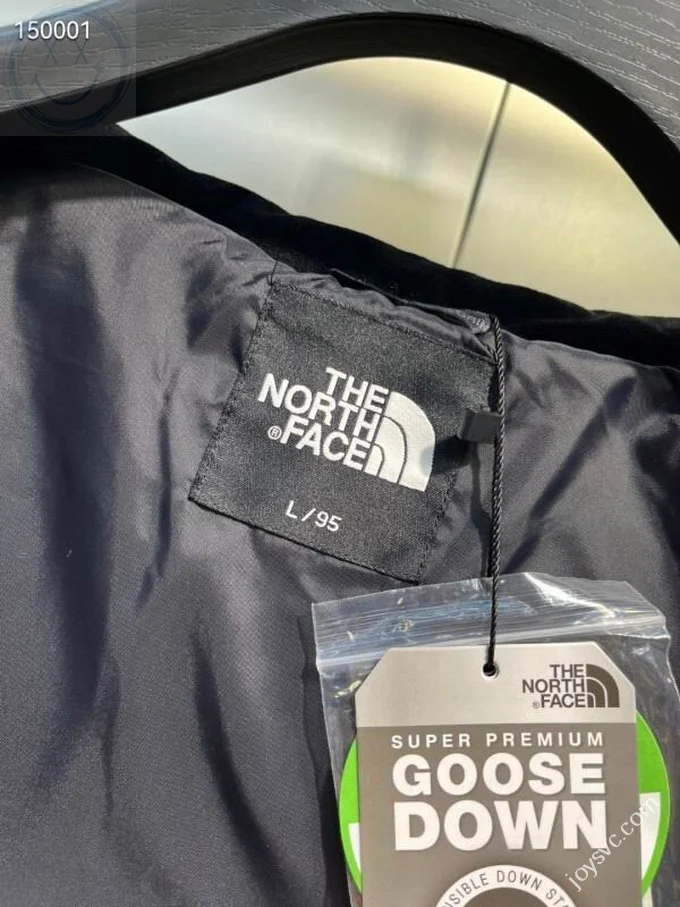 150001
THE
NORTH
®FACE
L/95
THE
NORTH
®FACE
SUPER PREMIUM
GOOSE
DOWN
joysvc.com